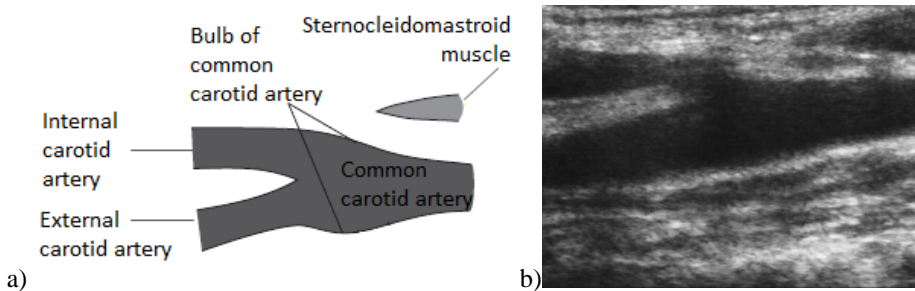 Sternocleidomastroid
muscle
Bulb of
common
carotid artery
Internal
carotid
artery
Common
carotid artery
External
carotid artery
a)
b)